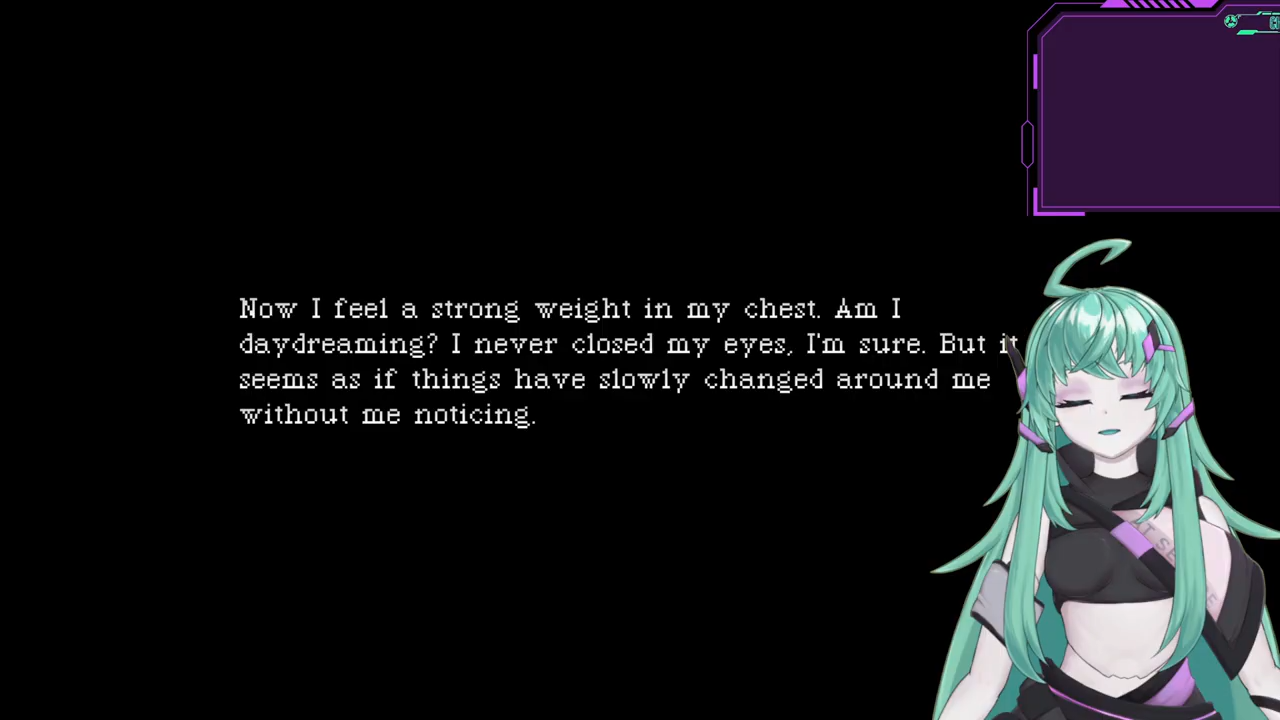 Now I feel a strong weight in my chest. Am I
daydreaming? I never closed my eyes, I'm sure. But it
seems as if things have slowly changed around me
without me noticing.